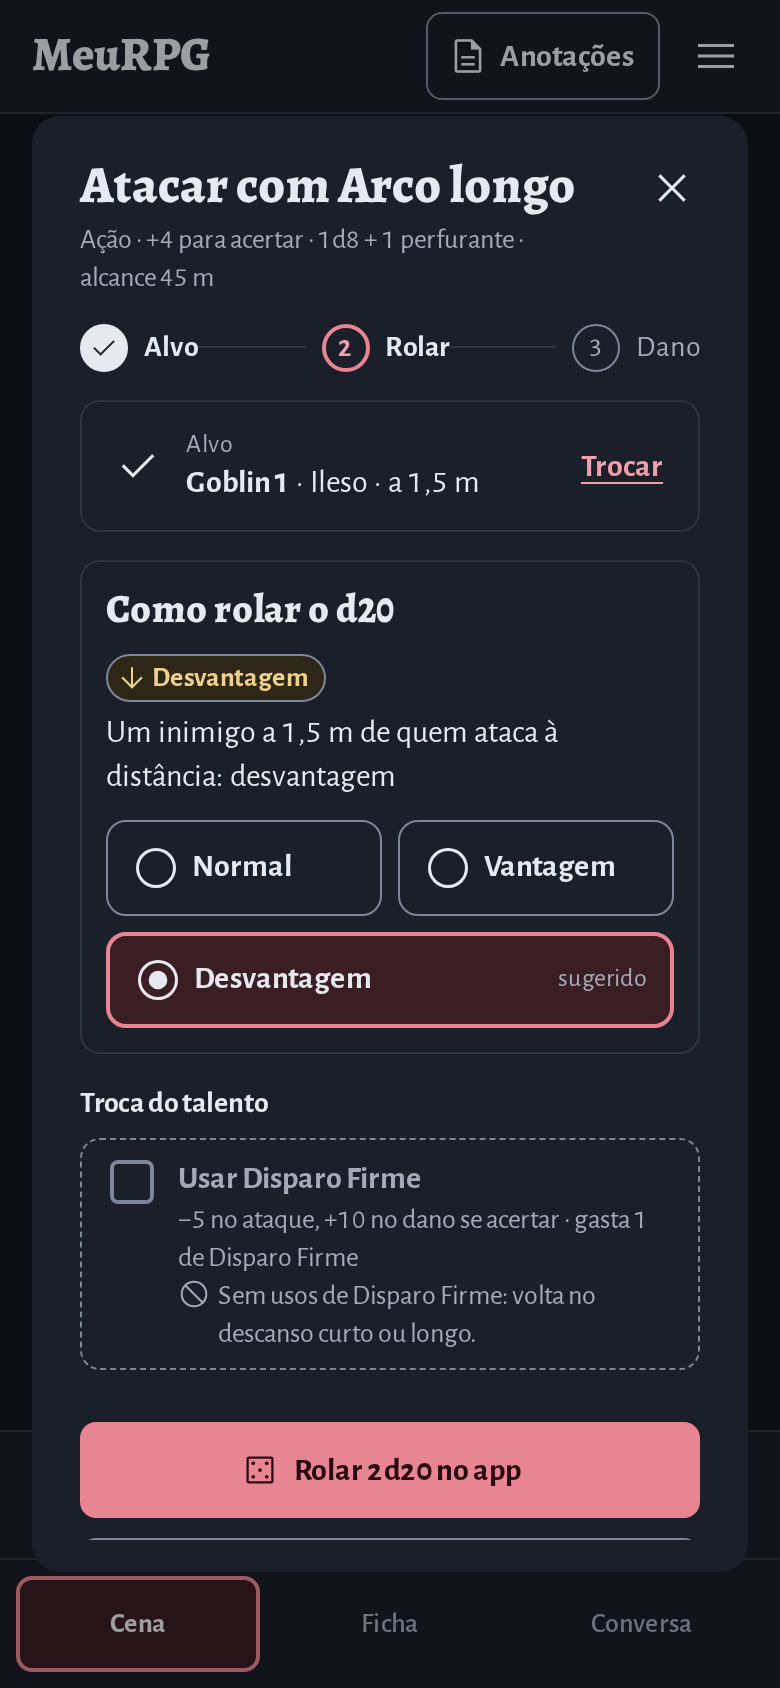 MeuRPG
Anotações
Atacar com Arco longo
Ação · +4 para acertar · 1d8 + 1 perfurante ·
alcance 45 m
Alvo
2
Rolar
3
Dano
Alvo
Goblin 1 · Ileso · a 1,5 m
Trocar
Como rolar o d20
Desvantagem
Um inimigo a 1,5 m de quem ataca à
distância: desvantagem
Normal
Vantagem
Desvantagem
sugerido
Troca do talento
Usar Disparo Firme
−5 no ataque, +10 no dano se acertar · gasta 1
de Disparo Firme
Sem usos de Disparo Firme: volta no
descanso curto ou longo.
Rolar 2d20 no app
Cena
Ficha
Conversa